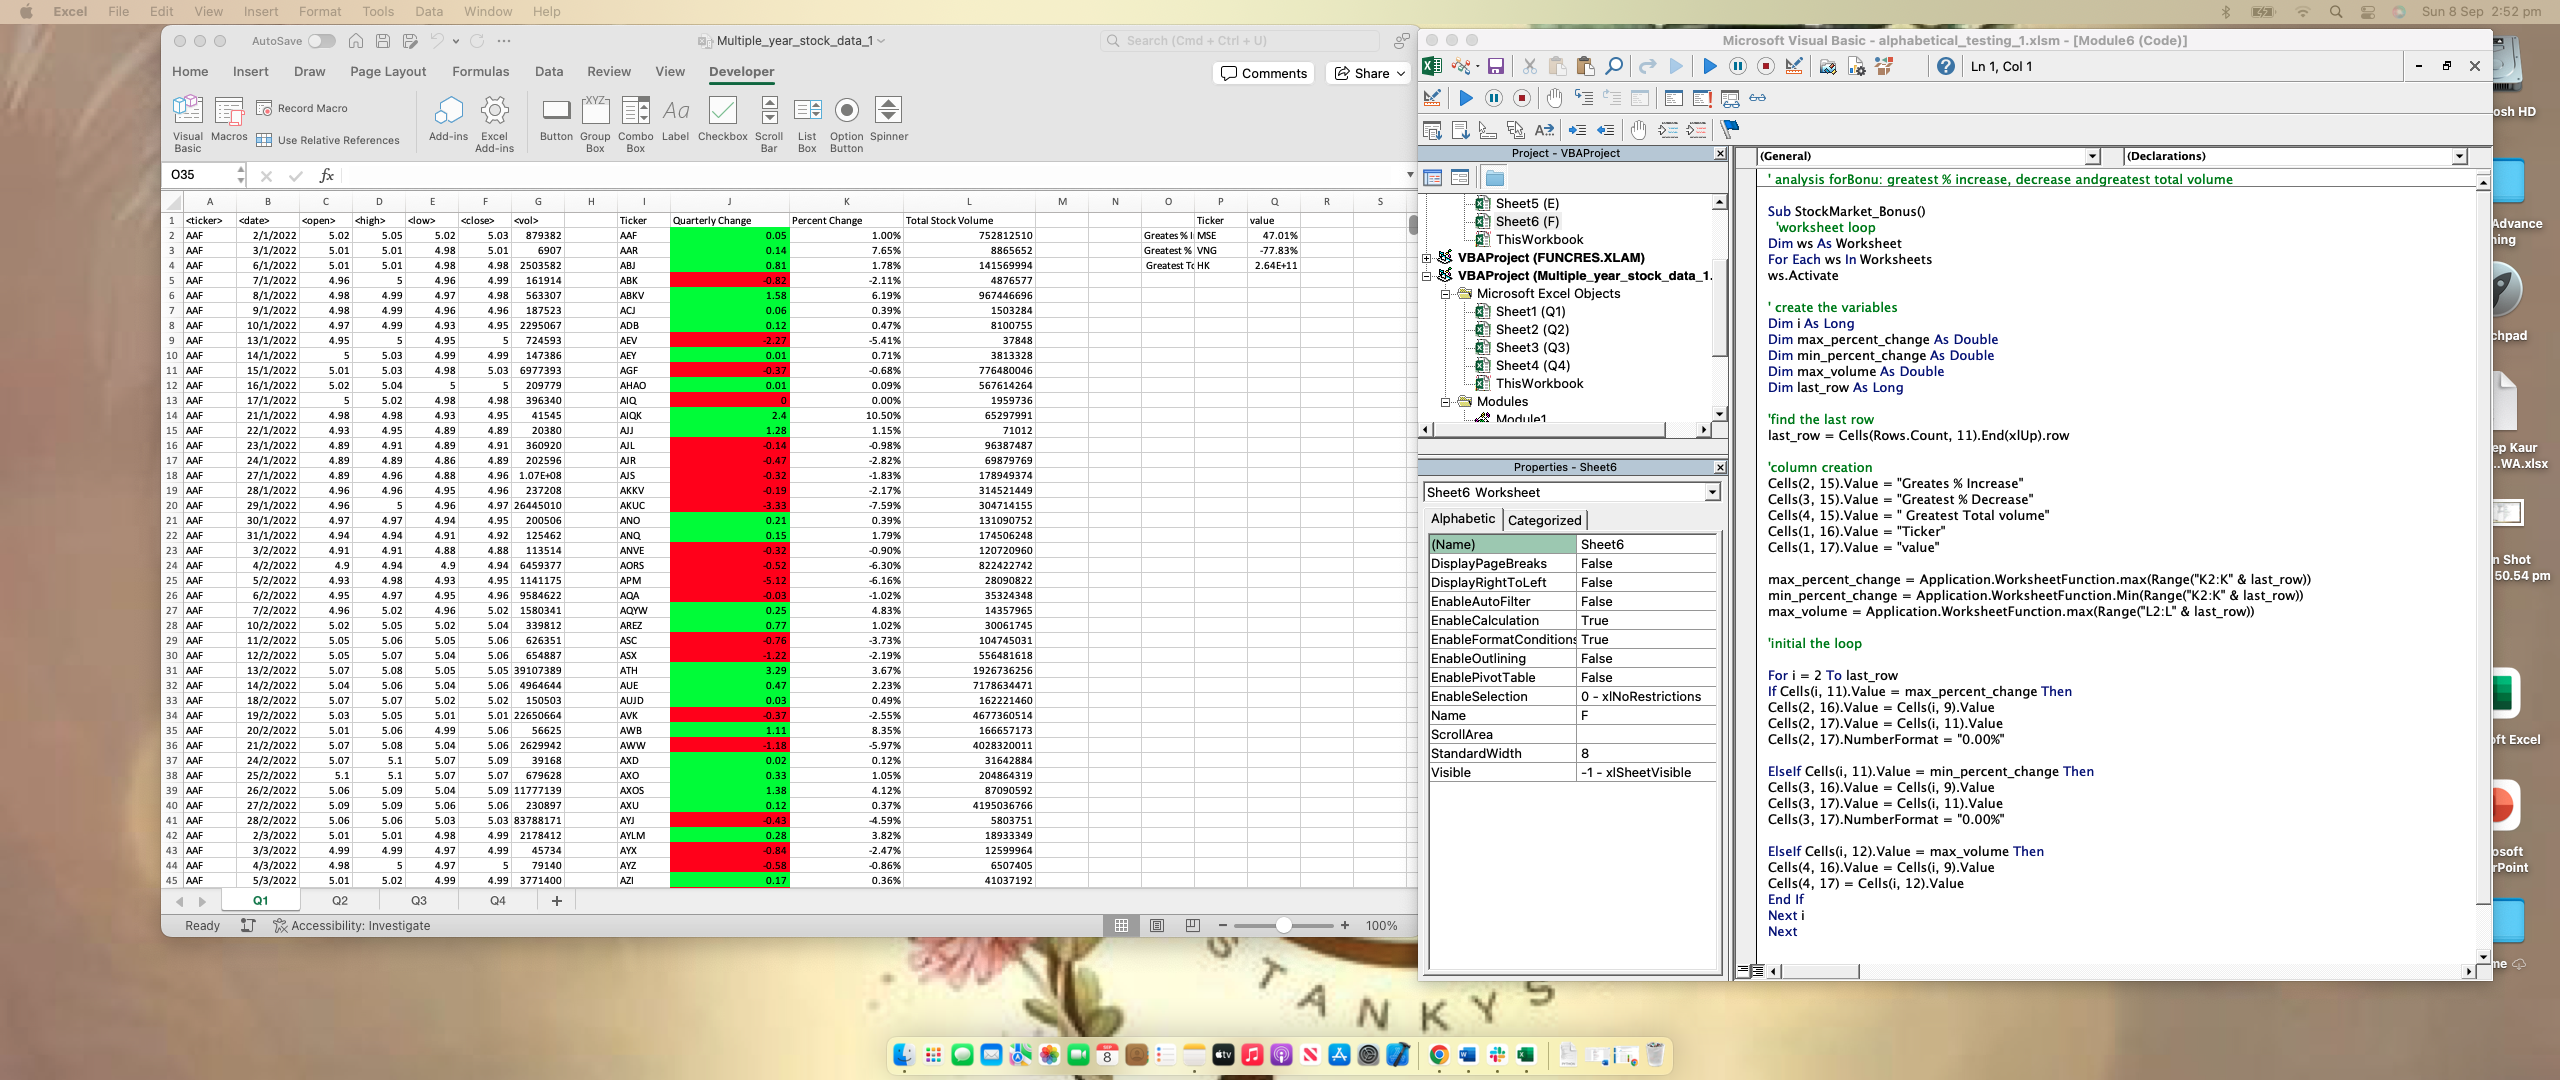 Excel File Edit View Insert Format Tools Data Window Help Sun 8 Sep 2:52 pm
AutoSave Multiple_year_stock_data_1 Search (Cmd + Ctrl + U)
Home Insert Draw Page Layout Formulas Data Review View Developer Comments Share
Visual Basic Macros Record Macro Use Relative References Add-ins Excel Add-ins Button Group Box Combo Box Label Checkbox Scroll Bar List Box Option Button Spinner
O35 fx
A B C D E F G H I J K L M N O P Q R S
1 <ticker> <date> <open> <high> <low> <close> <vol> Ticker Quarterly Change Percent Change Total Stock Volume Ticker value
2 AAF 2/1/2022 5.02 5.05 5.02 5.03 879382 AAF 0.05 1.00% 752812510 Greates % I MSE 47.01%
3 AAF 3/1/2022 5.01 5.01 4.98 5.01 6907 AAR 0.14 7.65% 8865652 Greatest % VNG -77.83%
4 AAF 6/1/2022 5.01 5.01 4.98 4.98 2503582 ABJ 0.81 1.78% 141569994 Greatest To HK 2.64E+11
5 AAF 7/1/2022 4.96 5 4.96 4.99 161914 ABK -0.82 -2.11% 4876577
6 AAF 8/1/2022 4.98 4.99 4.97 4.98 563307 ABKV 1.58 6.19% 967446696
7 AAF 9/1/2022 4.98 4.99 4.96 4.96 187523 ACJ 0.06 0.39% 1503284
8 AAF 10/1/2022 4.97 4.99 4.93 4.95 2295067 ADB 0.12 0.47% 8100755
9 AAF 13/1/2022 4.95 5 4.95 5 724593 AEV -2.27 -5.41% 37848
10 AAF 14/1/2022 5 5.03 4.99 4.99 147386 AEY 0.01 0.71% 3813328
11 AAF 15/1/2022 5.01 5.03 4.98 5.03 6977393 AGF -0.37 -0.68% 776480046
12 AAF 16/1/2022 5.02 5.04 5 5 209779 AHAO 0.01 0.09% 567614264
13 AAF 17/1/2022 5 5.02 4.98 4.98 396340 AIQ 0 0.00% 1959736
14 AAF 21/1/2022 4.98 4.98 4.93 4.95 41545 AIQK 2.4 10.50% 65297991
15 AAF 22/1/2022 4.93 4.95 4.89 4.89 20380 AJJ 1.28 1.15% 71012
16 AAF 23/1/2022 4.89 4.91 4.89 4.91 360920 AJL -0.14 -0.98% 96387487
17 AAF 24/1/2022 4.89 4.89 4.86 4.89 202596 AJR -0.47 -2.82% 69879769
18 AAF 27/1/2022 4.89 4.96 4.88 4.96 1.07E+08 AJS -0.32 -1.83% 178949374
19 AAF 28/1/2022 4.96 4.96 4.95 4.96 237208 AKKV -0.19 -2.17% 314521449
20 AAF 29/1/2022 4.96 5 4.96 4.97 26445010 AKUC -3.33 -7.59% 304714155
21 AAF 30/1/2022 4.97 4.97 4.94 4.95 200506 ANO 0.21 0.39% 131090752
22 AAF 31/1/2022 4.94 4.94 4.91 4.92 125462 ANQ 0.15 1.79% 174506248
23 AAF 3/2/2022 4.91 4.91 4.88 4.88 113514 ANVE -0.32 -0.90% 120720960
24 AAF 4/2/2022 4.9 4.94 4.9 4.94 6459377 AORS -0.52 -6.30% 822422742
25 AAF 5/2/2022 4.93 4.98 4.93 4.95 1141175 APM -5.12 -6.16% 28090822
26 AAF 6/2/2022 4.95 4.97 4.95 4.96 9584622 AQA -0.03 -1.02% 35324348
27 AAF 7/2/2022 4.96 5.02 4.96 5.02 1580341 AQYW 0.25 4.83% 14357965
28 AAF 10/2/2022 5.02 5.05 5.02 5.04 339812 AREZ 0.77 1.02% 30061745
29 AAF 11/2/2022 5.05 5.06 5.05 5.06 626351 ASC -0.76 -3.73% 104745031
30 AAF 12/2/2022 5.05 5.07 5.04 5.06 654887 ASX -1.22 -2.19% 556481618
31 AAF 13/2/2022 5.07 5.08 5.05 5.05 39107389 ATH 3.29 3.67% 1926736256
32 AAF 14/2/2022 5.04 5.06 5.04 5.06 4964644 AUE 0.47 2.23% 7178634471
33 AAF 18/2/2022 5.07 5.07 5.02 5.02 150503 AUJD 0.03 0.49% 162221460
34 AAF 19/2/2022 5.03 5.05 5.01 5.01 22650664 AVK -0.37 -2.55% 4677360514
35 AAF 20/2/2022 5.01 5.06 4.99 5.06 56625 AWB 1.11 8.35% 166657173
36 AAF 21/2/2022 5.07 5.08 5.04 5.06 2629942 AWW -1.18 -5.97% 4028320011
37 AAF 24/2/2022 5.07 5.1 5.07 5.09 39168 AXD 0.02 0.12% 31642884
38 AAF 25/2/2022 5.1 5.1 5.07 5.07 679628 AXO 0.33 1.05% 204864319
39 AAF 26/2/2022 5.06 5.09 5.04 5.09 11777139 AXOS 1.38 4.12% 87090592
40 AAF 27/2/2022 5.09 5.09 5.06 5.06 230897 AXU 0.12 0.37% 4195036766
41 AAF 28/2/2022 5.06 5.06 5.03 5.03 83788171 AYJ -0.43 -4.59% 5803751
42 AAF 2/3/2022 5.01 5.01 4.98 4.99 2178412 AYLM 0.28 3.82% 18933349
43 AAF 3/3/2022 4.99 4.99 4.97 4.99 45734 AYX -0.84 -2.47% 12599964
44 AAF 4/3/2022 4.98 5 4.97 5 79140 AYZ -0.58 -0.86% 6507405
45 AAF 5/3/2022 5.01 5.02 4.99 4.99 3771400 AZI 0.17 0.36% 41037192
Q1 Q2 Q3 Q4 +
Ready Accessibility: Investigate 100%
Microsoft Visual Basic - alphabetical_testing_1.xlsm - [Module6 (Code)]
Ln 1, Col 1
Project - VBAProject
Sheet5 (E)
Sheet6 (F)
ThisWorkbook
VBAProject (FUNCRES.XLAM)
VBAProject (Multiple_year_stock_data_1.
Microsoft Excel Objects
Sheet1 (Q1)
Sheet2 (Q2)
Sheet3 (Q3)
Sheet4 (Q4)
ThisWorkbook
Modules
Module1
Properties - Sheet6
Sheet6 Worksheet
Alphabetic Categorized
(Name) Sheet6
DisplayPageBreaks False
DisplayRightToLeft False
EnableAutoFilter False
EnableCalculation True
EnableFormatConditions True
EnableOutlining False
EnablePivotTable False
EnableSelection 0 - xlNoRestrictions
Name F
ScrollArea
StandardWidth 8
Visible -1 - xlSheetVisible
(General) (Declarations)
' analysis forBonu: greatest % increase, decrease andgreatest total volume
Sub StockMarket_Bonus()
'worksheet loop
Dim ws As Worksheet
For Each ws In Worksheets
ws.Activate
' create the variables
Dim i As Long
Dim max_percent_change As Double
Dim min_percent_change As Double
Dim max_volume As Double
Dim last_row As Long
'find the last row
last_row = Cells(Rows.Count, 11).End(xlUp).row
'column creation
Cells(2, 15).Value = "Greates % Increase"
Cells(3, 15).Value = "Greatest % Decrease"
Cells(4, 15).Value = " Greatest Total volume"
Cells(1, 16).Value = "Ticker"
Cells(1, 17).Value = "value"
max_percent_change = Application.WorksheetFunction.max(Range("K2:K" & last_row))
min_percent_change = Application.WorksheetFunction.Min(Range("K2:K" & last_row))
max_volume = Application.WorksheetFunction.max(Range("L2:L" & last_row))
'initial the loop
For i = 2 To last_row
If Cells(i, 11).Value = max_percent_change Then
Cells(2, 16).Value = Cells(i, 9).Value
Cells(2, 17).Value = Cells(i, 11).Value
Cells(2, 17).NumberFormat = "0.00%"
ElseIf Cells(i, 11).Value = min_percent_change Then
Cells(3, 16).Value = Cells(i, 9).Value
Cells(3, 17).Value = Cells(i, 11).Value
Cells(3, 17).NumberFormat = "0.00%"
ElseIf Cells(i, 12).Value = max_volume Then
Cells(4, 16).Value = Cells(i, 9).Value
Cells(4, 17) = Cells(i, 12).Value
End If
Next i
Next
osh HD
Advance
ning
chpad
ep Kaur
...WA.xlsx
n Shot
50.54 pm
oft Excel
osoft
rPoint
me
STANKYS